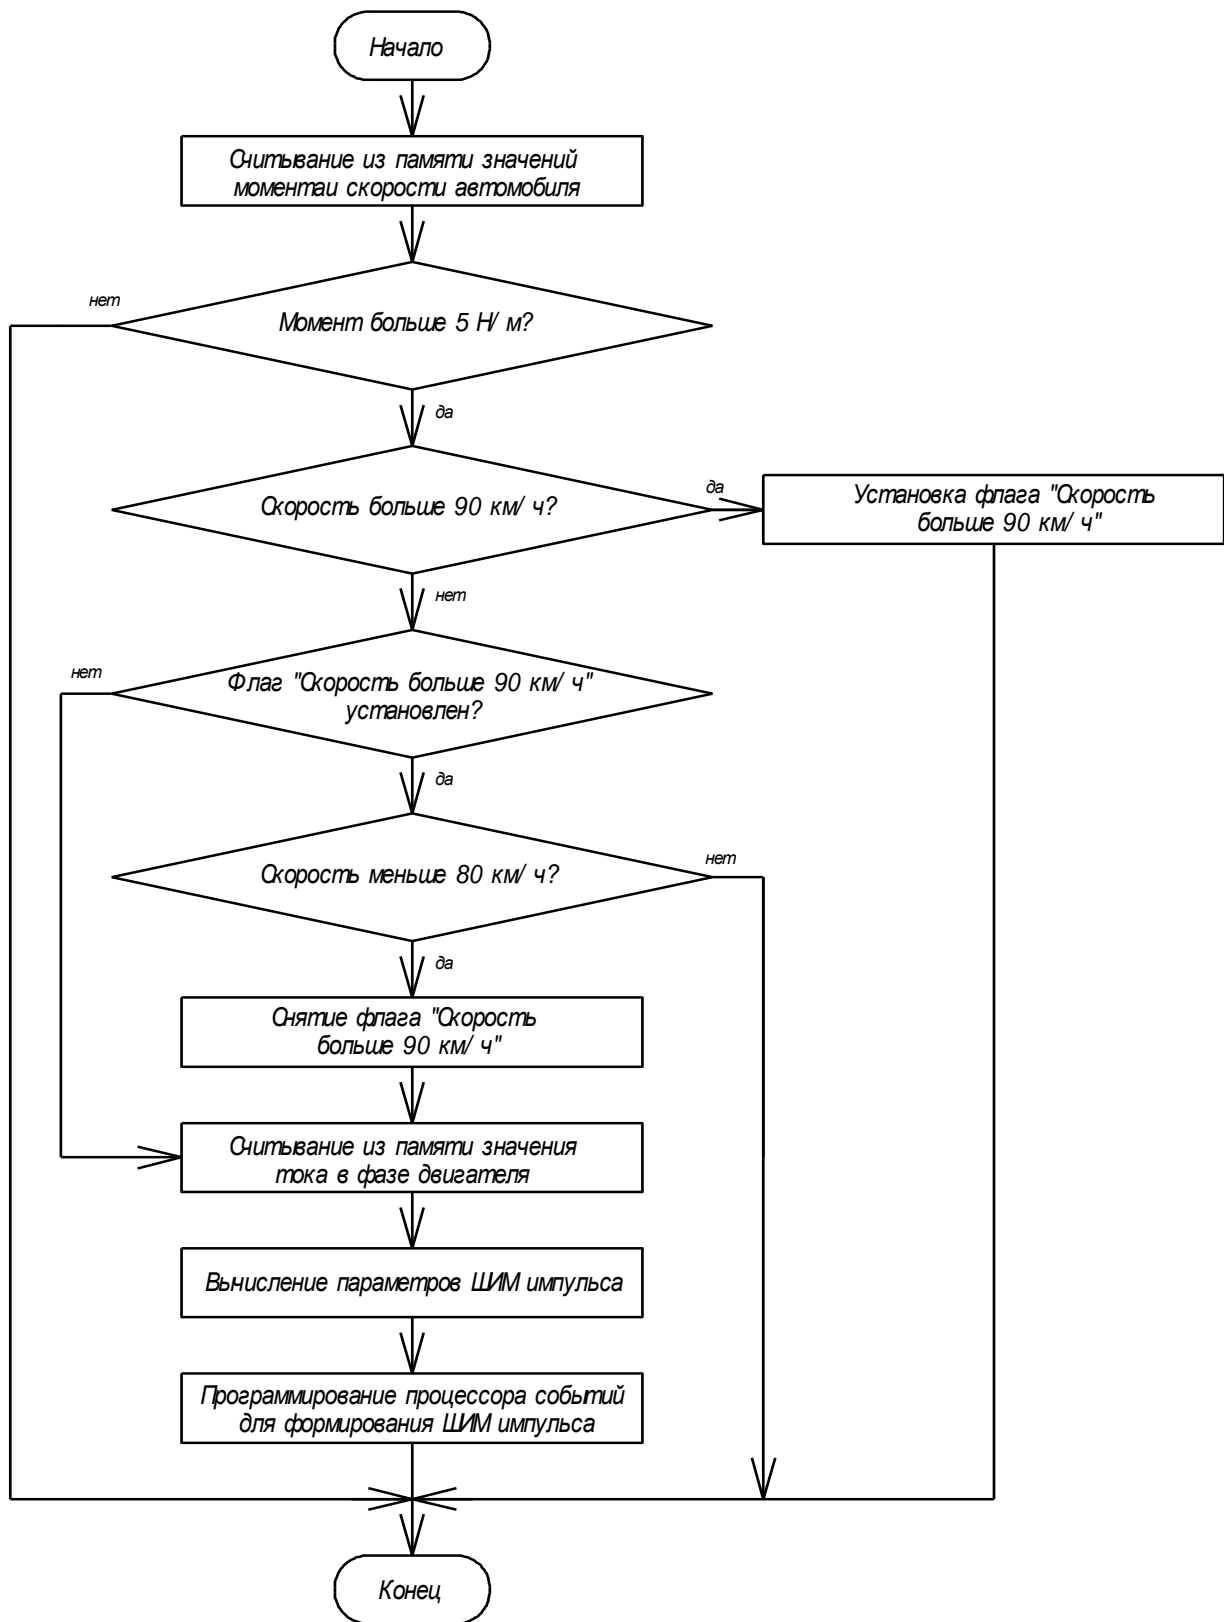 Начало
Считывание из памяти значений
моментаи скорости автомобиля
нет
Момент больше 5 Н/ м?
да
Скорость больше 90 км/ ч?
да
Установка флага "Скорость
больше 90 км/ ч"
нет
нет
Флаг "Скорость больше 90 км/ ч"
установлен?
да
Скорость меньше 80 км/ ч?
нет
да
Снятие флага "Скорость
больше 90 км/ ч"
Считывание из памяти значения
тока в фазе двигателя
Вычисление параметров ШИМ импульса
Программирование процессора событий
для формирования ШИМ импульса
Конец